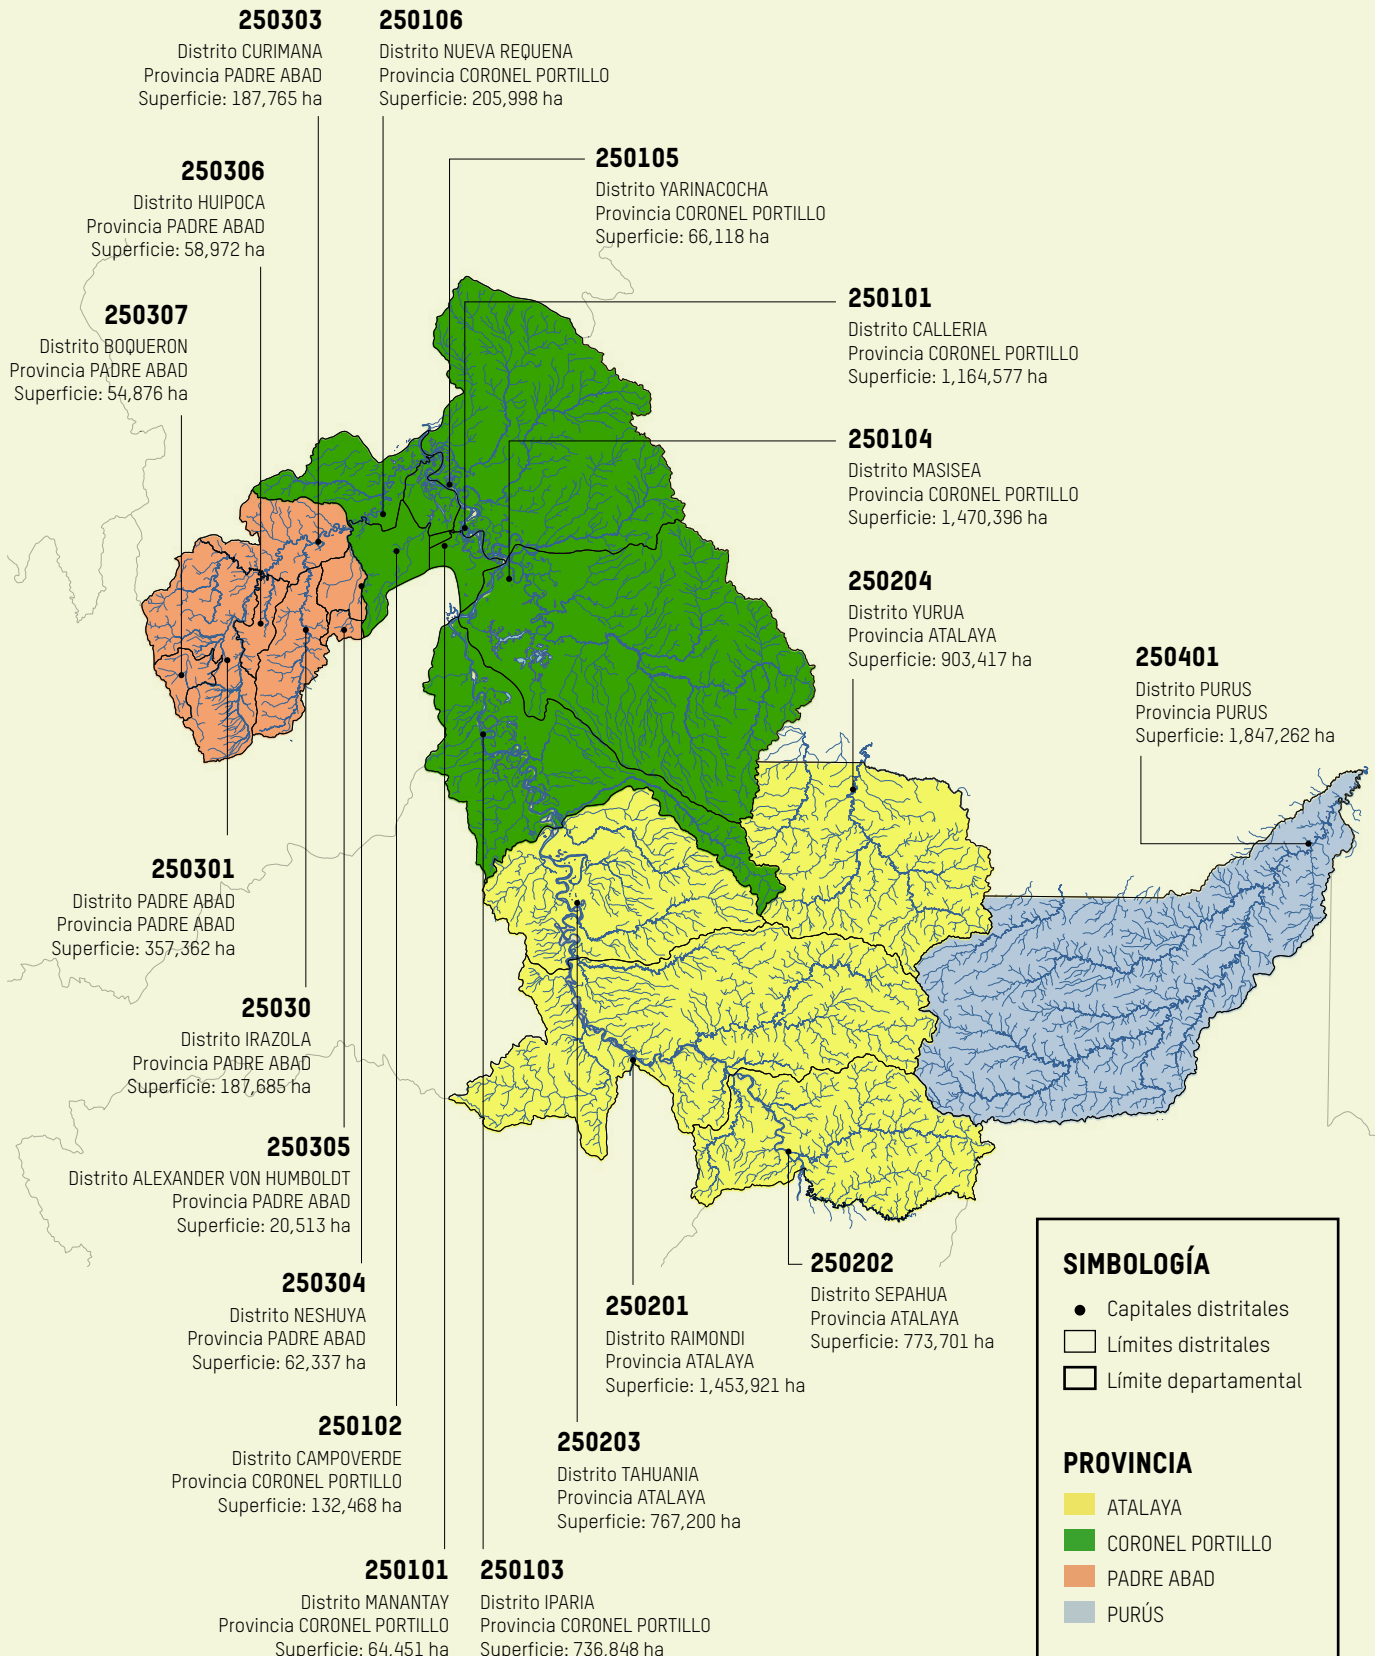 250303
Distrito CURIMANA
Provincia PADRE ABAD
Superficie: 187,765 ha
250106
Distrito NUEVA REQUENA
Provincia CORONEL PORTILLO
Superficie: 205,998 ha
250306
Distrito HUIPOCA
Provincia PADRE ABAD
Superficie: 58,972 ha
250105
Distrito YARINACOCHA
Provincia CORONEL PORTILLO
Superficie: 66,118 ha
250307
Distrito BOQUERON
Provincia PADRE ABAD
Superficie: 54,876 ha
250101
Distrito CALLERIA
Provincia CORONEL PORTILLO
Superficie: 1,164,577 ha
250104
Distrito MASISEA
Provincia CORONEL PORTILLO
Superficie: 1,470,396 ha
250204
Distrito YURUA
Provincia ATALAYA
Superficie: 903,417 ha
250401
Distrito PURUS
Provincia PURUS
Superficie: 1,847,262 ha
250301
Distrito PADRE ABAD
Provincia PADRE ABAD
Superficie: 357,362 ha
25030
Distrito IRAZOLA
Provincia PADRE ABAD
Superficie: 187,685 ha
250305
Distrito ALEXANDER VON HUMBOLDT
Provincia PADRE ABAD
Superficie: 20,513 ha
250304
Distrito NESHUYA
Provincia PADRE ABAD
Superficie: 62,337 ha
250201
Distrito RAIMONDI
Provincia ATALAYA
Superficie: 1,453,921 ha
250202
Distrito SEPAHUA
Provincia ATALAYA
Superficie: 773,701 ha
250102
Distrito CAMPOVERDE
Provincia CORONEL PORTILLO
Superficie: 132,468 ha
250203
Distrito TAHUANIA
Provincia ATALAYA
Superficie: 767,200 ha
250101
Distrito MANANTAY
Provincia CORONEL PORTILLO
Superficie: 64,451 ha
250103
Distrito IPARIA
Provincia CORONEL PORTILLO
Superficie: 736,848 ha
SIMBOLOGÍA
Capitales distritales
Límites distritales
Límite departamental
PROVINCIA
ATALAYA
CORONEL PORTILLO
PADRE ABAD
PURÚS